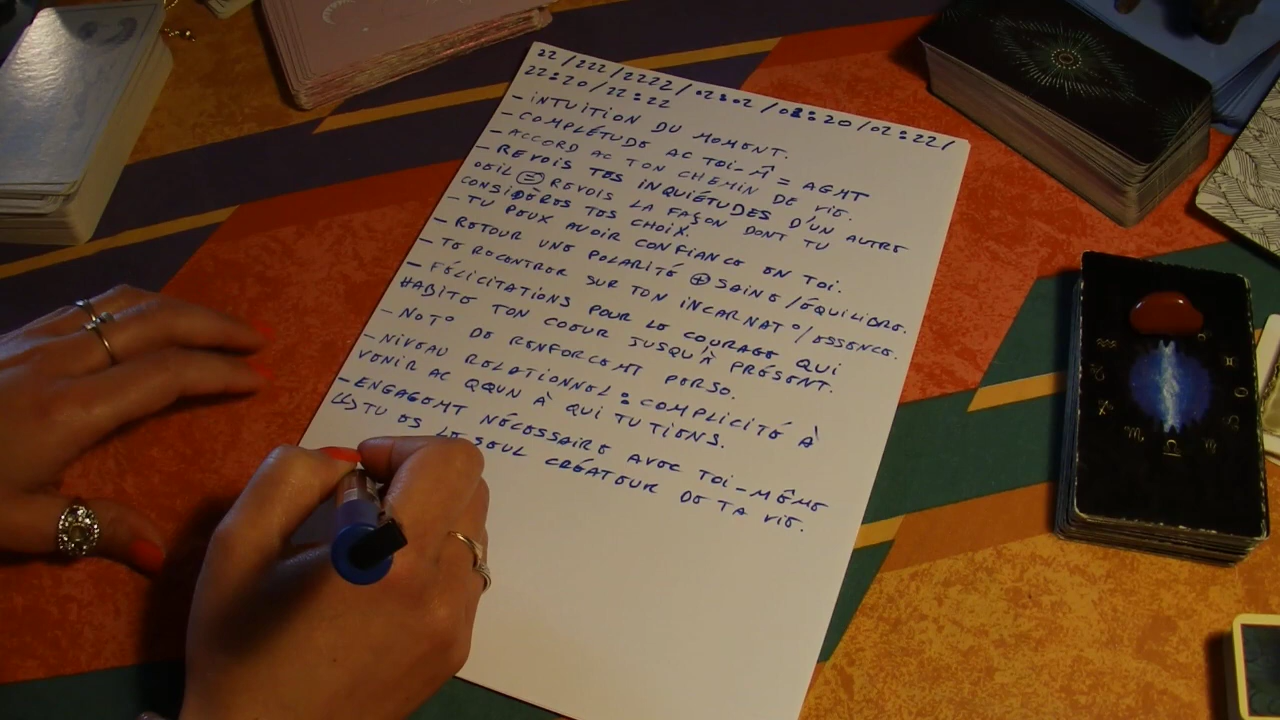 22/222/2222/02:02/02:20/02:22/
22:20/22:22
- INTUITION DU MOMENT.
- COMPLÉTUDE AC TOI-M̂ = AGMT
- ACCORD AC TON CHEMIN DE VIE.
- REVOIS TES INQUIÉTUDES D'UN AUTRE
OEIL = REVOIS LA FAÇON DONT TU
CONSIDÈRES TES CHOIX.
- TU PEUX AVOIR CONFIANCE EN TOI.
- RETOUR UNE POLARITÉ ⊕ SAINE/ÉQUILIBRE.
- TE RECONTRER SUR TON INCARNAT°/ESSENCE.
- FÉLICITATIONS POUR LE COURAGE QUI
HABITE TON COEUR JUSQU'À PRÉSENT.
- NOT° DE RENFORCEMT PERSO.
- NIVEAU RELATIONNEL : COMPLICITÉ À
VENIR AC QQUN À QUI TU TIENS.
- ENGAGEMT NÉCESSAIRE AVEC TOI-MÊME
↳ TU ES LE SEUL CRÉATEUR DE TA VIE.